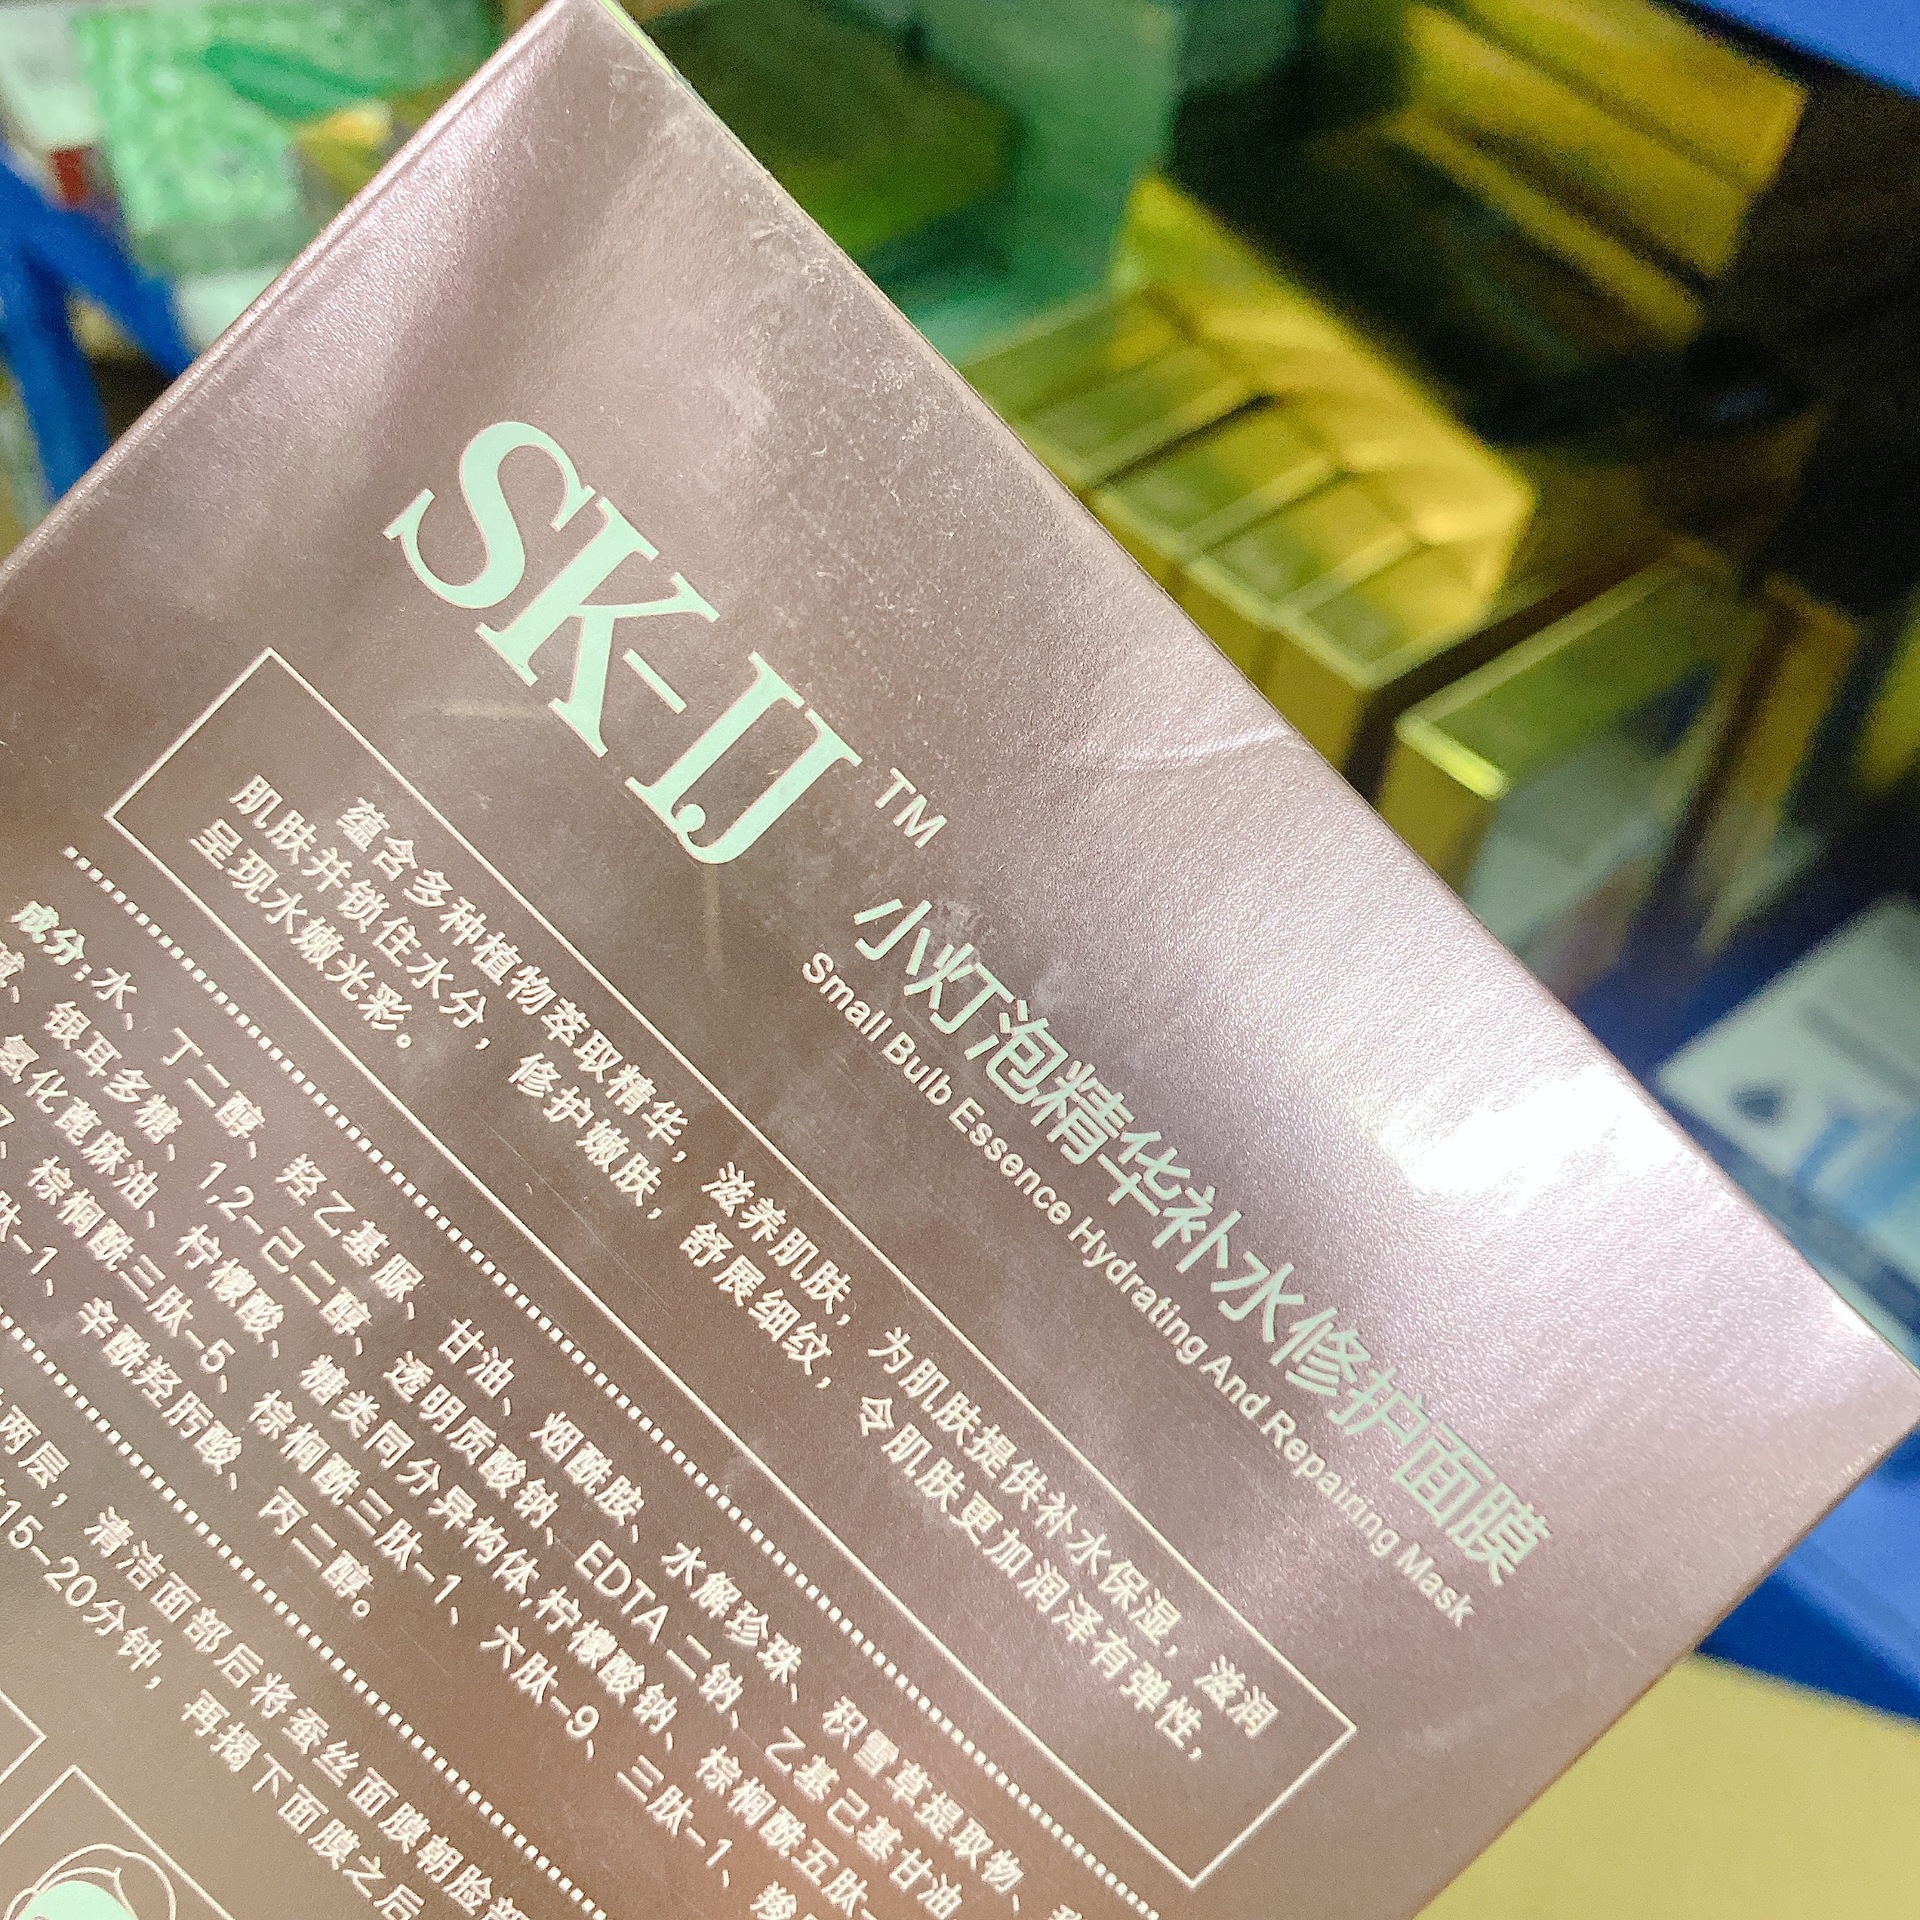 SK-IJ™
小灯泡精华补水修护面膜
Small Bulb Essence Hydrating And Repairing Mask
蕴含多种植物萃取精华，滋养肌肤，为肌肤提供补水保湿，滋润
肌肤并锁住水分，修护嫩肤，舒展细纹，令肌肤更加润泽有弹性，
呈现水嫩光彩。
成分:水、丁二醇、羟乙基脲、甘油、烟酰胺、水解珍珠、积雪草提取物、
银耳多糖、1,2-己二醇、透明质酸钠、EDTA二钠、乙基己基甘油
氢化蓖麻油、柠檬酸、糖类同分异构体,柠檬酸钠、棕榈酰五肽-
棕榈酰三肽-5、棕榈酰三肽-1、六肽-9、三肽-1、羧
肽-1、辛酰羟肟酸、丙二醇。
两层，清洁面部后将蚕丝面膜朝脸部
15-20分钟，再揭下面膜之后